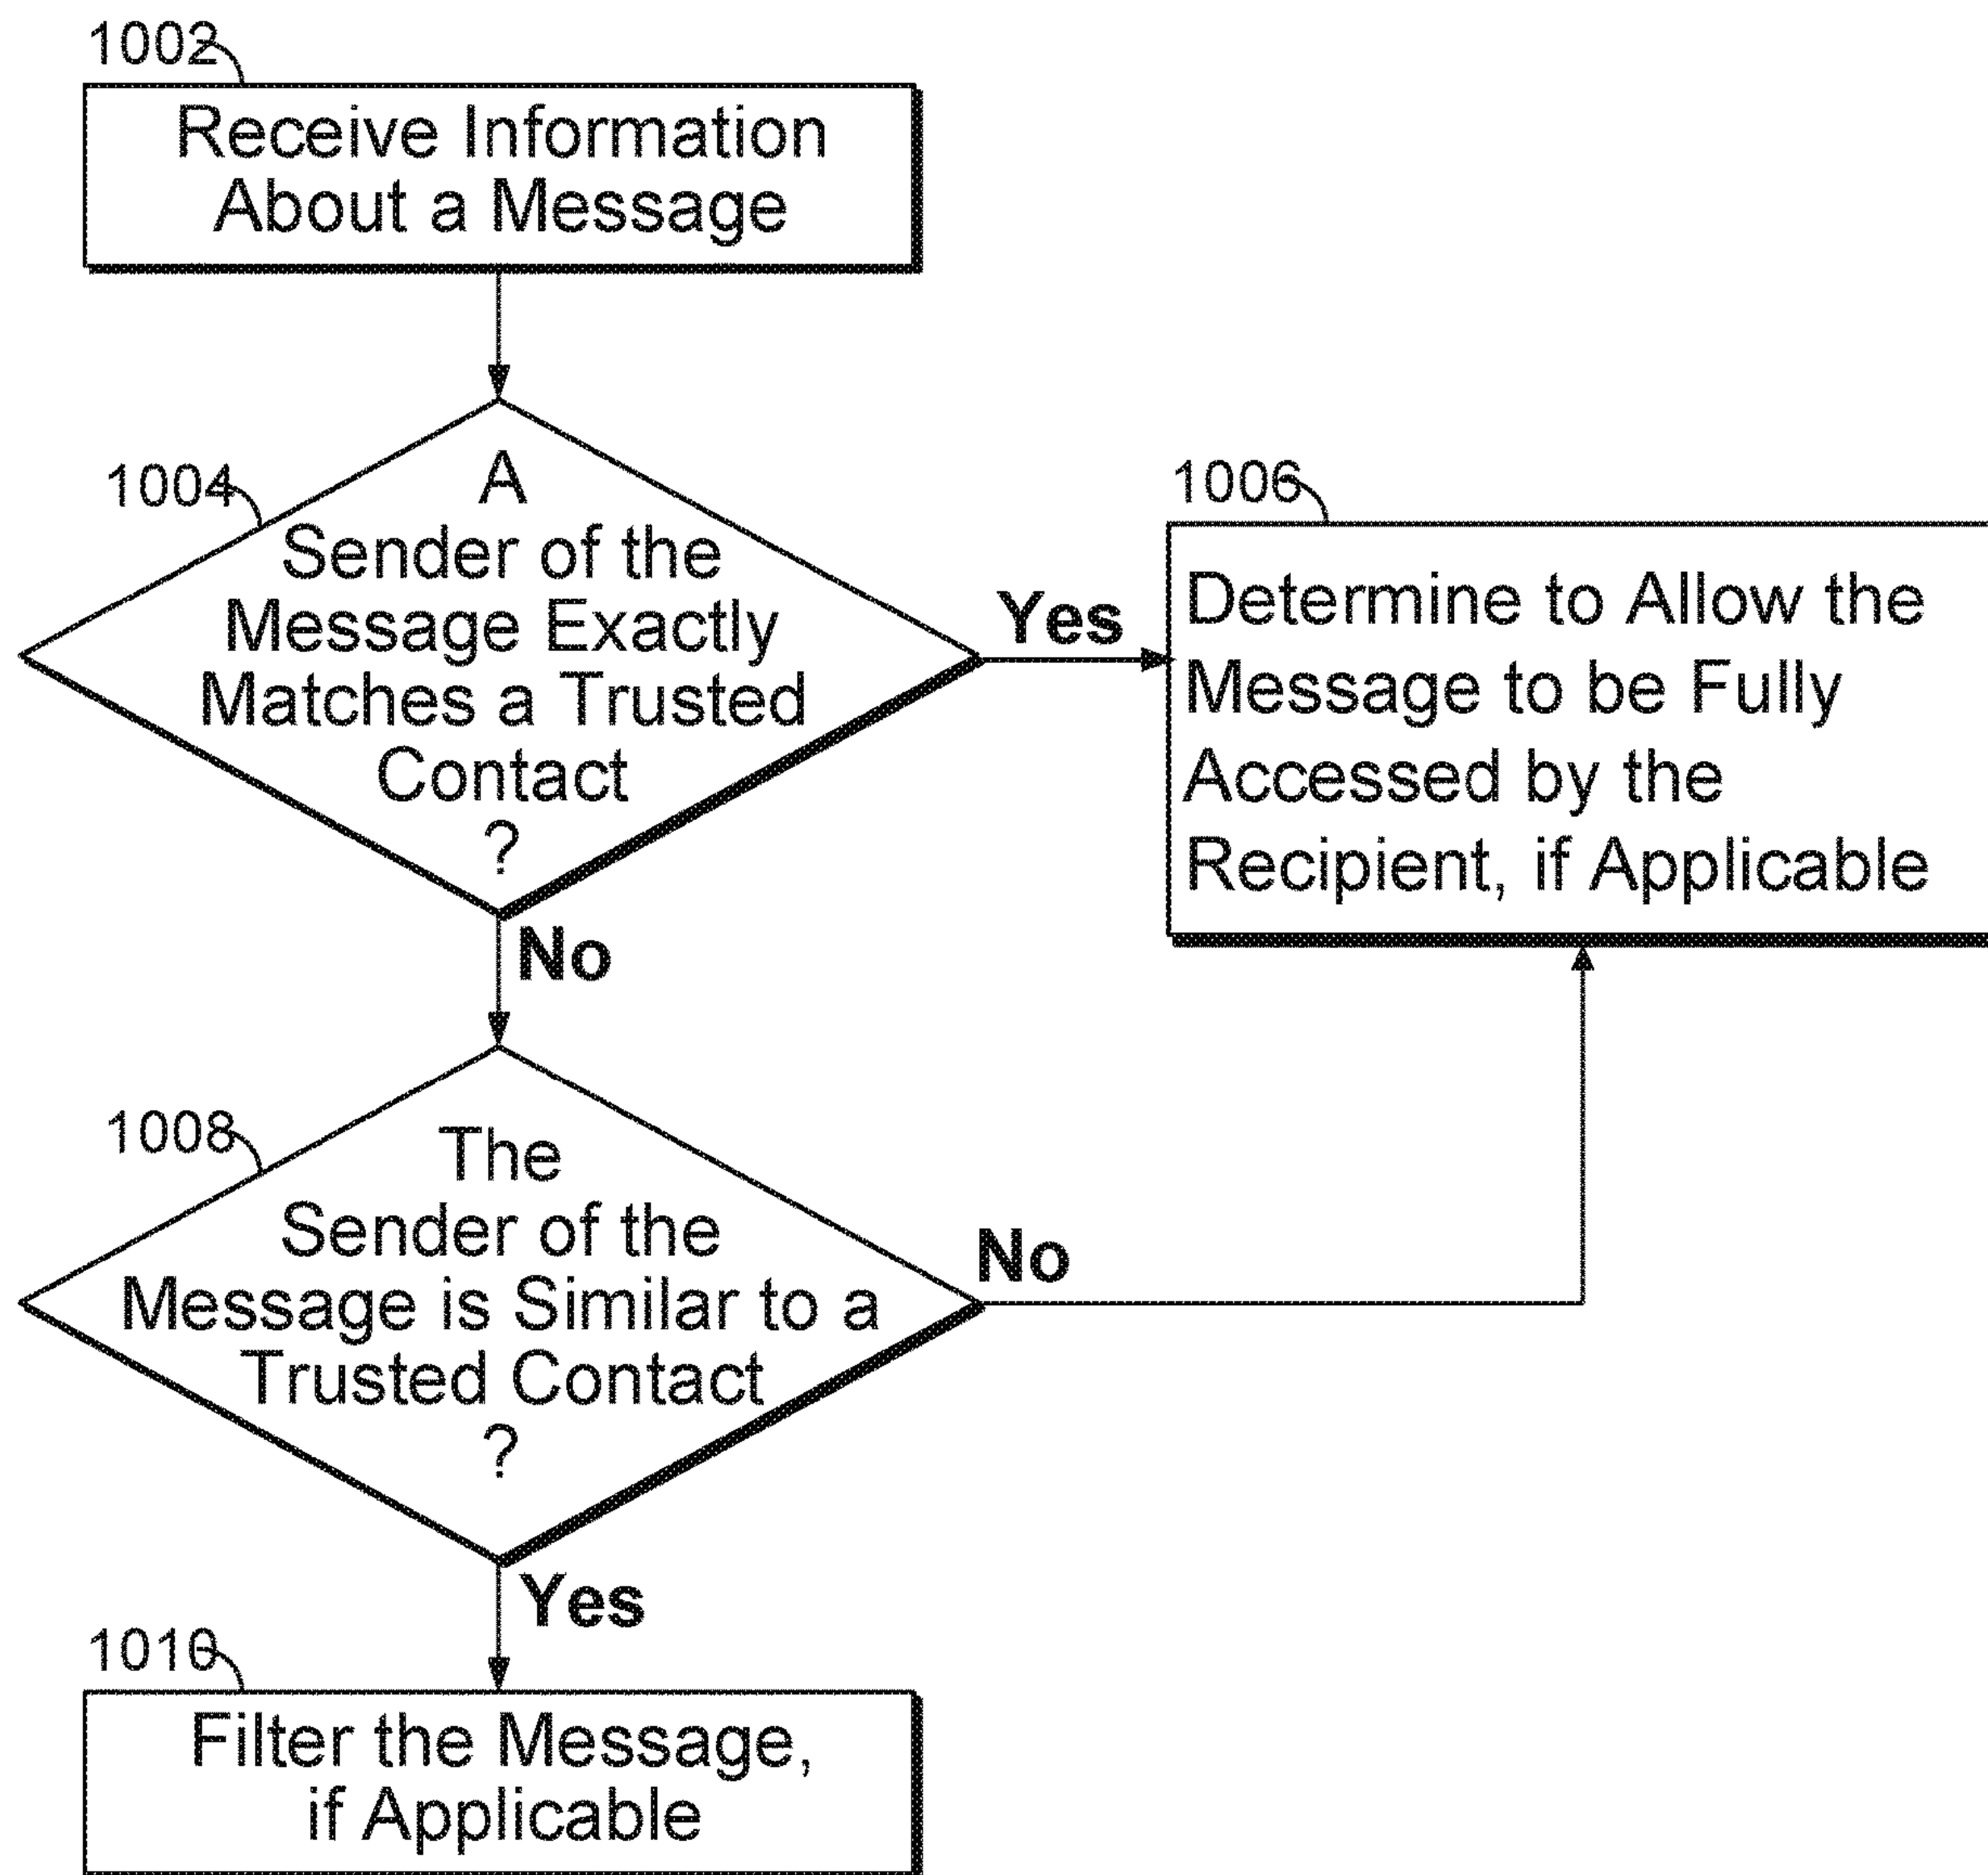 1002
Receive Information
About a Message
1004
A
Sender of the
Message Exactly
Matches a Trusted
Contact
?
Yes
1006
Determine to Allow the
Message to be Fully
Accessed by the
Recipient, if Applicable
No
1008
The
Sender of the
Message is Similar to a
Trusted Contact
?
No
Yes
1010
Filter the Message,
if Applicable